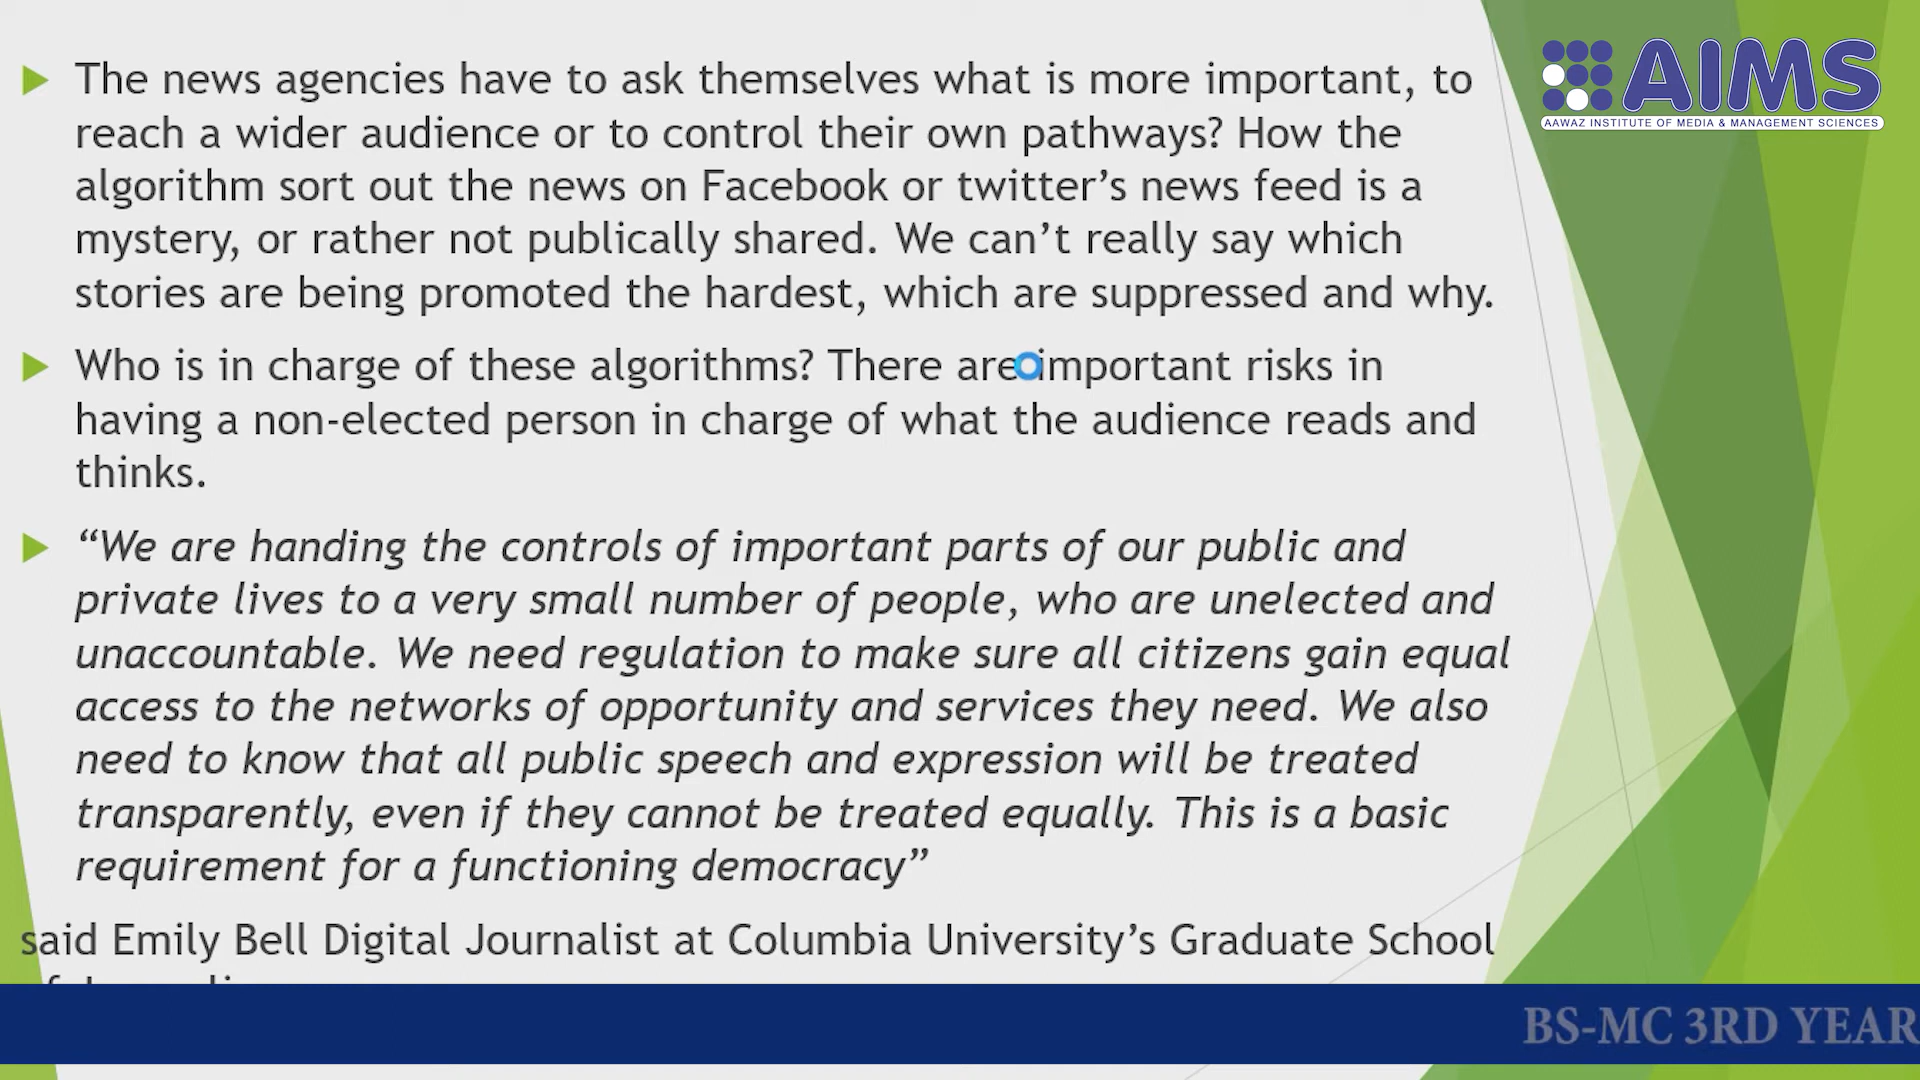 The news agencies have to ask themselves what is more important, to
reach a wider audience or to control their own pathways? How the
algorithm sort out the news on Facebook or twitter’s news feed is a
mystery, or rather not publically shared. We can’t really say which
stories are being promoted the hardest, which are suppressed and why.
Who is in charge of these algorithms? There are important risks in
having a non-elected person in charge of what the audience reads and
thinks.
“We are handing the controls of important parts of our public and
private lives to a very small number of people, who are unelected and
unaccountable. We need regulation to make sure all citizens gain equal
access to the networks of opportunity and services they need. We also
need to know that all public speech and expression will be treated
transparently, even if they cannot be treated equally. This is a basic
requirement for a functioning democracy”
said Emily Bell Digital Journalist at Columbia University’s Graduate School
AIMS
AAWAZ INSTITUTE OF MEDIA & MANAGEMENT SCIENCES
BS-MC 3RD YEAR